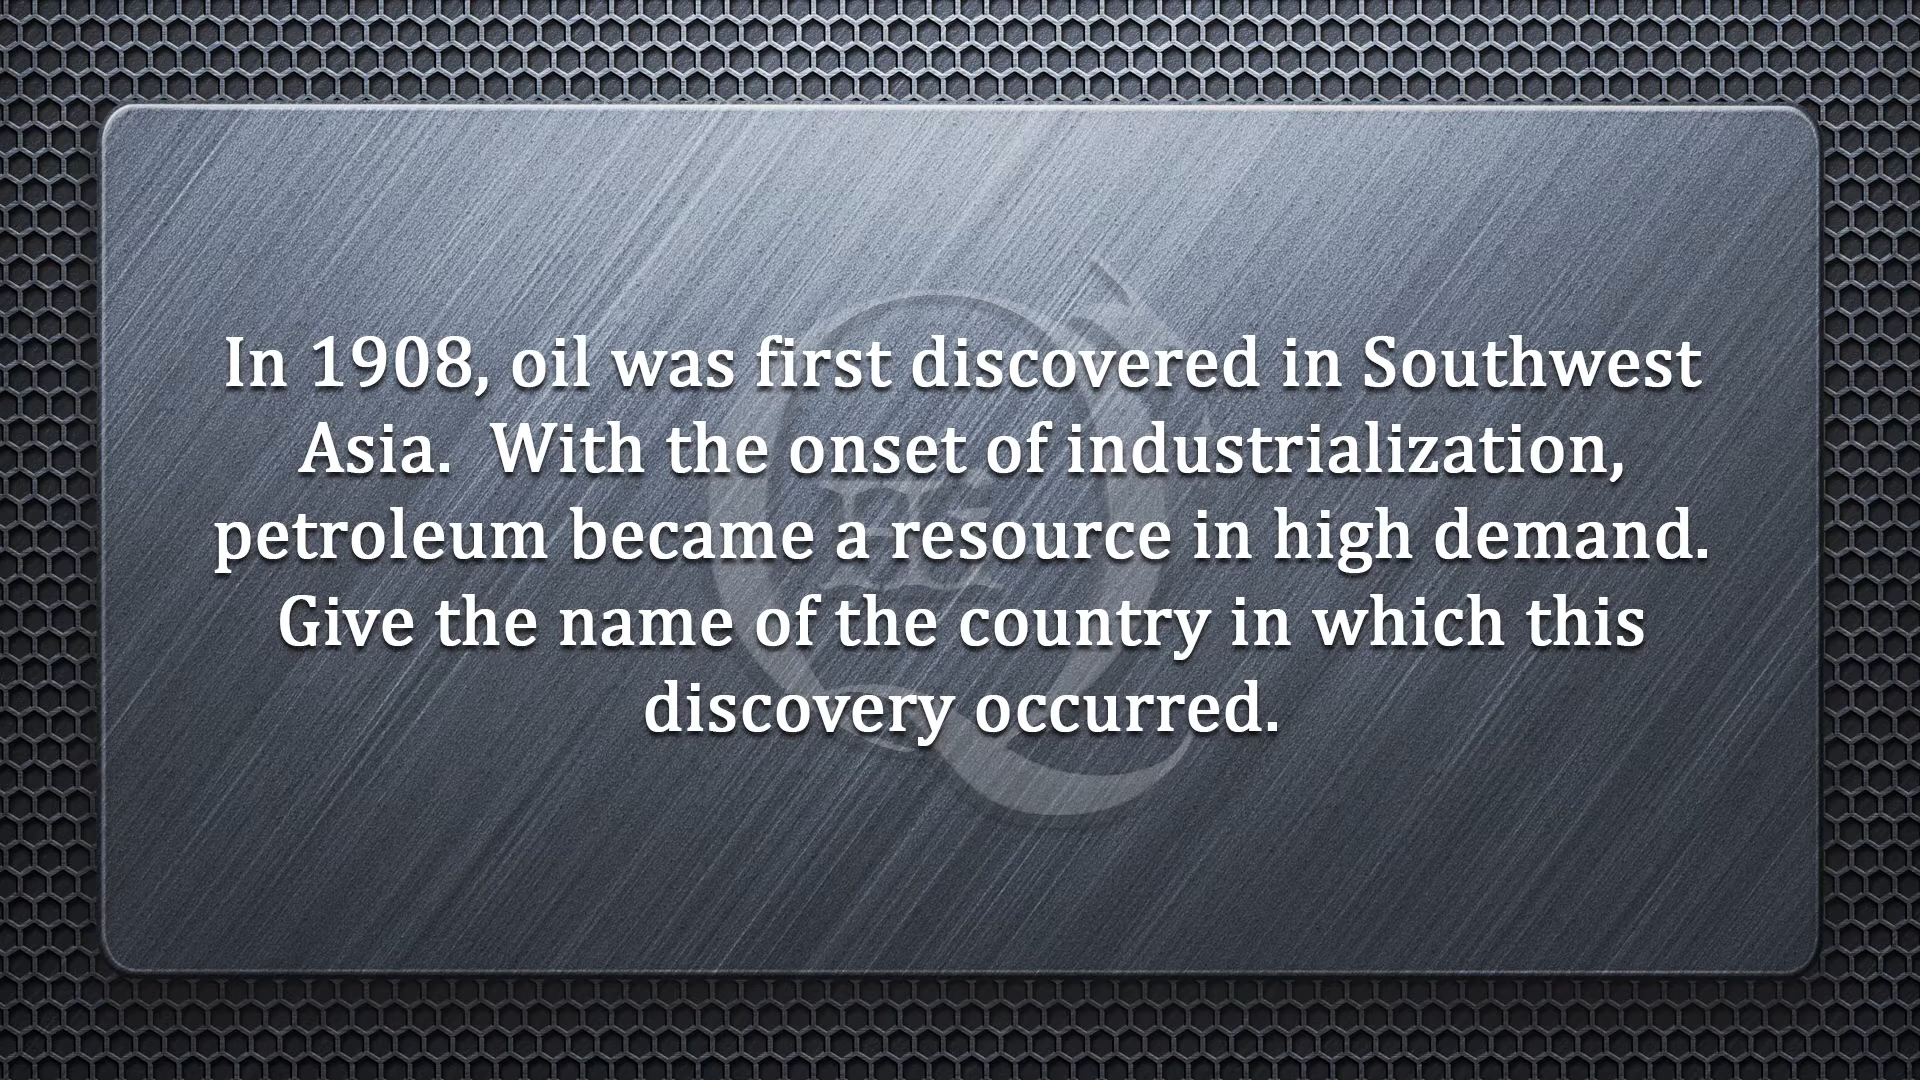 In 1908, oil was first discovered in Southwest
Asia.  With the onset of industrialization,
petroleum became a resource in high demand.
Give the name of the country in which this
discovery occurred.